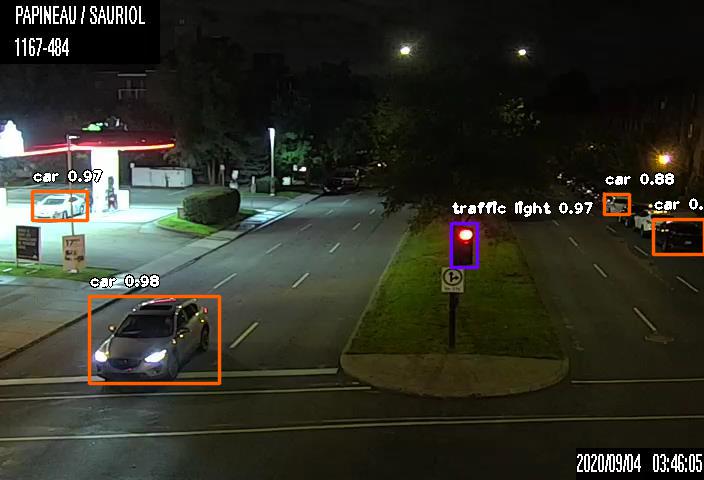 PAPINEAU / SAURIOL
1167-484
car 0.97
car 0.88
traffic light 0.97
car 0.
car 0.98
2020/09/04 03:46:05